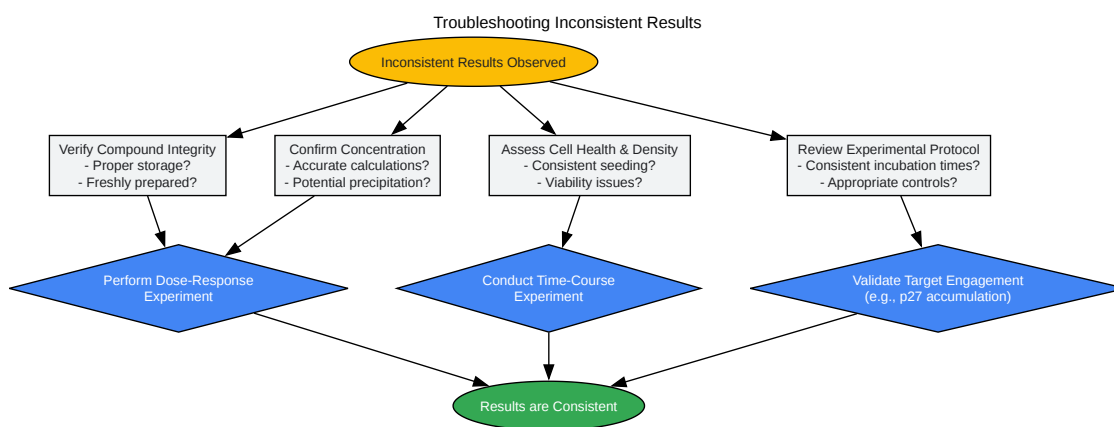 Troubleshooting Inconsistent Results
Inconsistent Results Observed
Verify Compound Integrity
- Proper storage?
- Freshly prepared?
Confirm Concentration
- Accurate calculations?
- Potential precipitation?
Assess Cell Health & Density
- Consistent seeding?
- Viability issues?
Review Experimental Protocol
- Consistent incubation times?
- Appropriate controls?
Perform Dose-Response
Experiment
Conduct Time-Course
Experiment
Validate Target Engagement
(e.g., p27 accumulation)
Results are Consistent